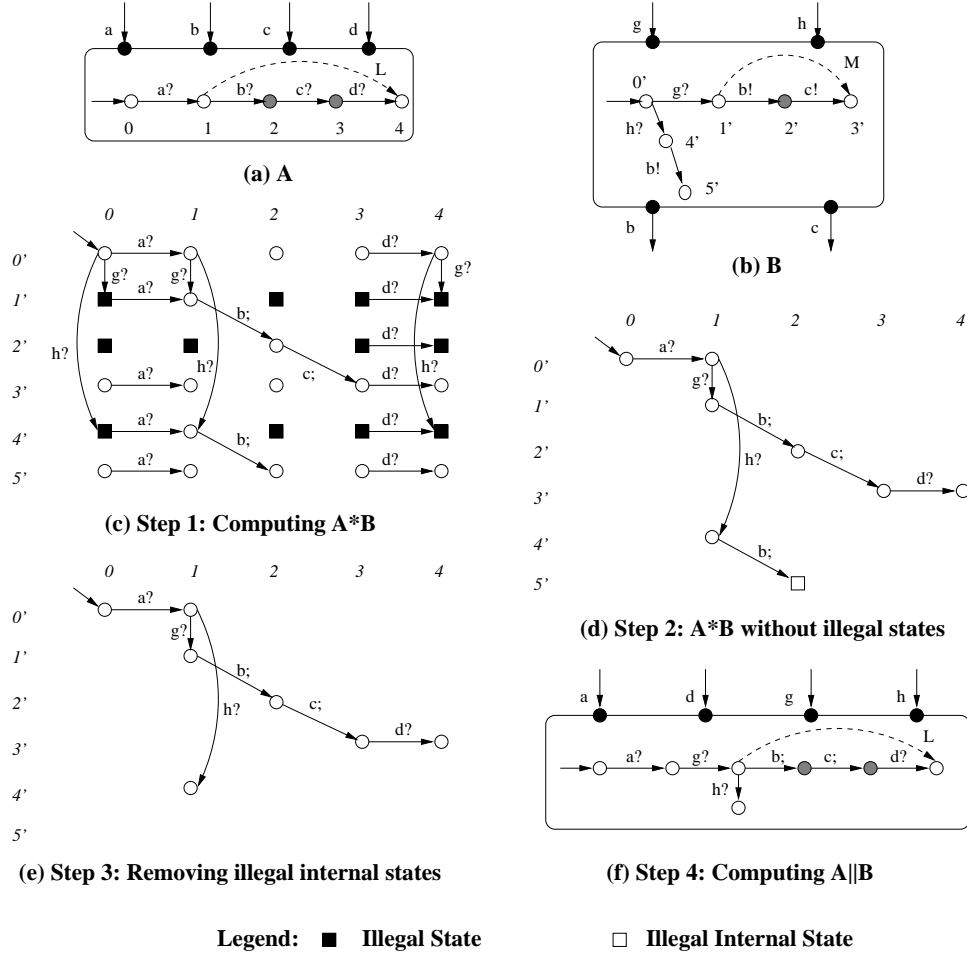 a b c d
L
a? b? c? d?
0 1 2 3 4
(a) A
g h
M
0' g? b! c!
h? 1' 2' 3'
4'
b!
5'
b c
(b) B
0 1 2 3 4
0' a? d?
g? g? g?
1' a? d?
b;
2' d?
h? h? c; h?
3' a? d?
4' a? d?
b;
5' a? d?
(c) Step 1: Computing A*B
0 1 2 3 4
0' a?
g?
1'
b;
2' c;
h?
3' d?
4'
b;
5'
(d) Step 2: A*B without illegal states
0 1 2 3 4
0' a?
g?
1'
b;
2' c;
h?
3' d?
4'
5'
(e) Step 3: Removing illegal internal states
a d g h
L
a? g? b; c; d?
h?
(f) Step 4: Computing A||B
Legend: Illegal State Illegal Internal State